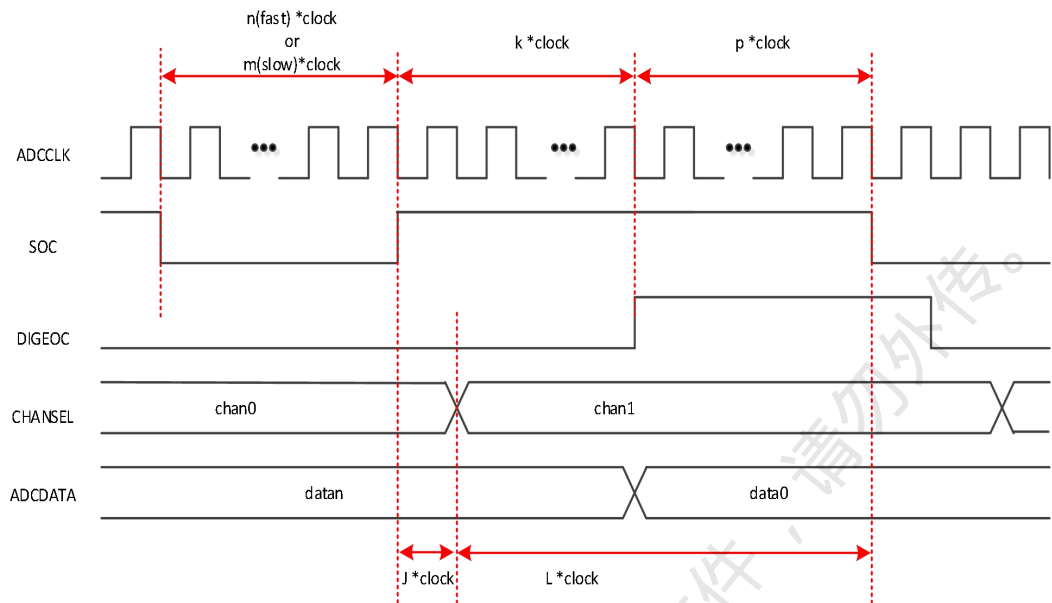 n(fast) *clock
or
m(slow)*clock
k *clock
p *clock
ADCCLK
SOC
DIGEOC
CHANSEL
chan0
chan1
ADCDATA
datan
data0
J *clock
L *clock
件，请勿外传。